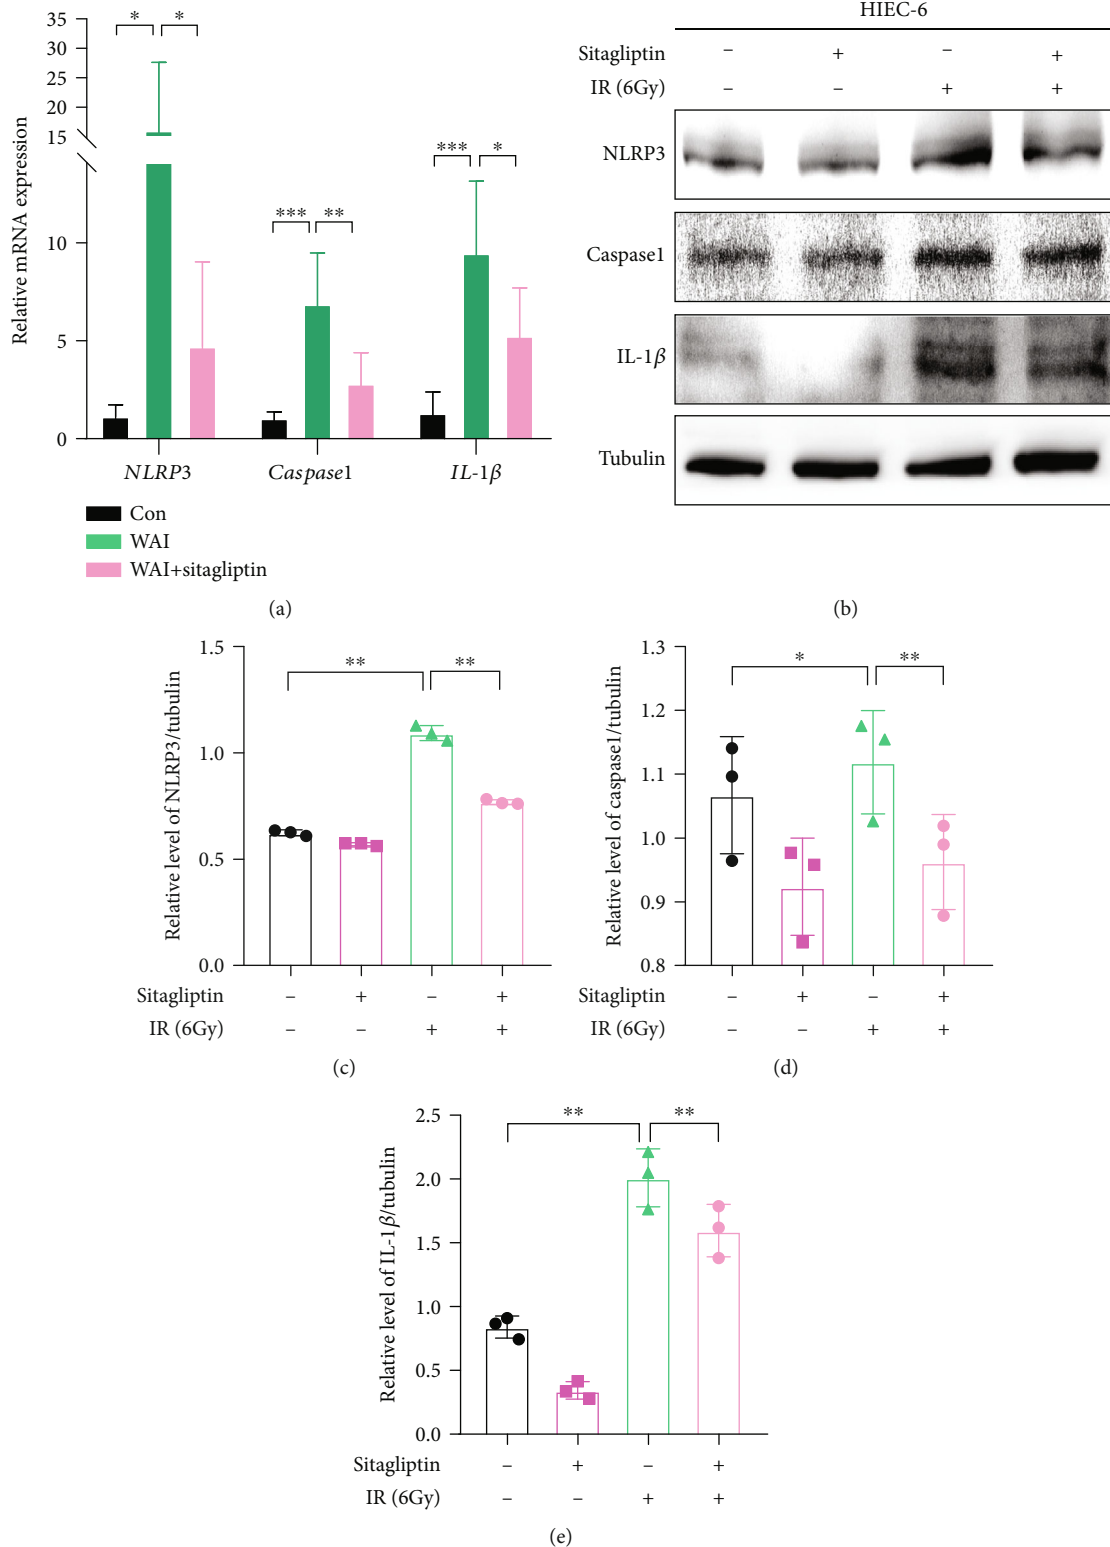 35
30
25
20
15
10
5
0
Relative mRNA expression
* *
*** **
*** *
NLRP3 Caspase1 IL-1β
Con
WAI
WAI+sitagliptin
(a)
HIEC-6
Sitagliptin – + – +
IR (6Gy) – – + +
NLRP3
Caspase1
IL-1β
Tubulin
(b)
1.5
1.0
0.5
0.0
Relative level of NLRP3/tubulin
** **
Sitagliptin – + – +
IR (6Gy) – – + +
(c)
1.3
1.2
1.1
1.0
0.9
0.8
Relative level of caspase1/tubulin
* **
– + – +
– – + +
(d)
2.5
2.0
1.5
1.0
0.5
0.0
Relative level of IL-1β/tubulin
** **
Sitagliptin – + – +
IR (6Gy) – – + +
(e)